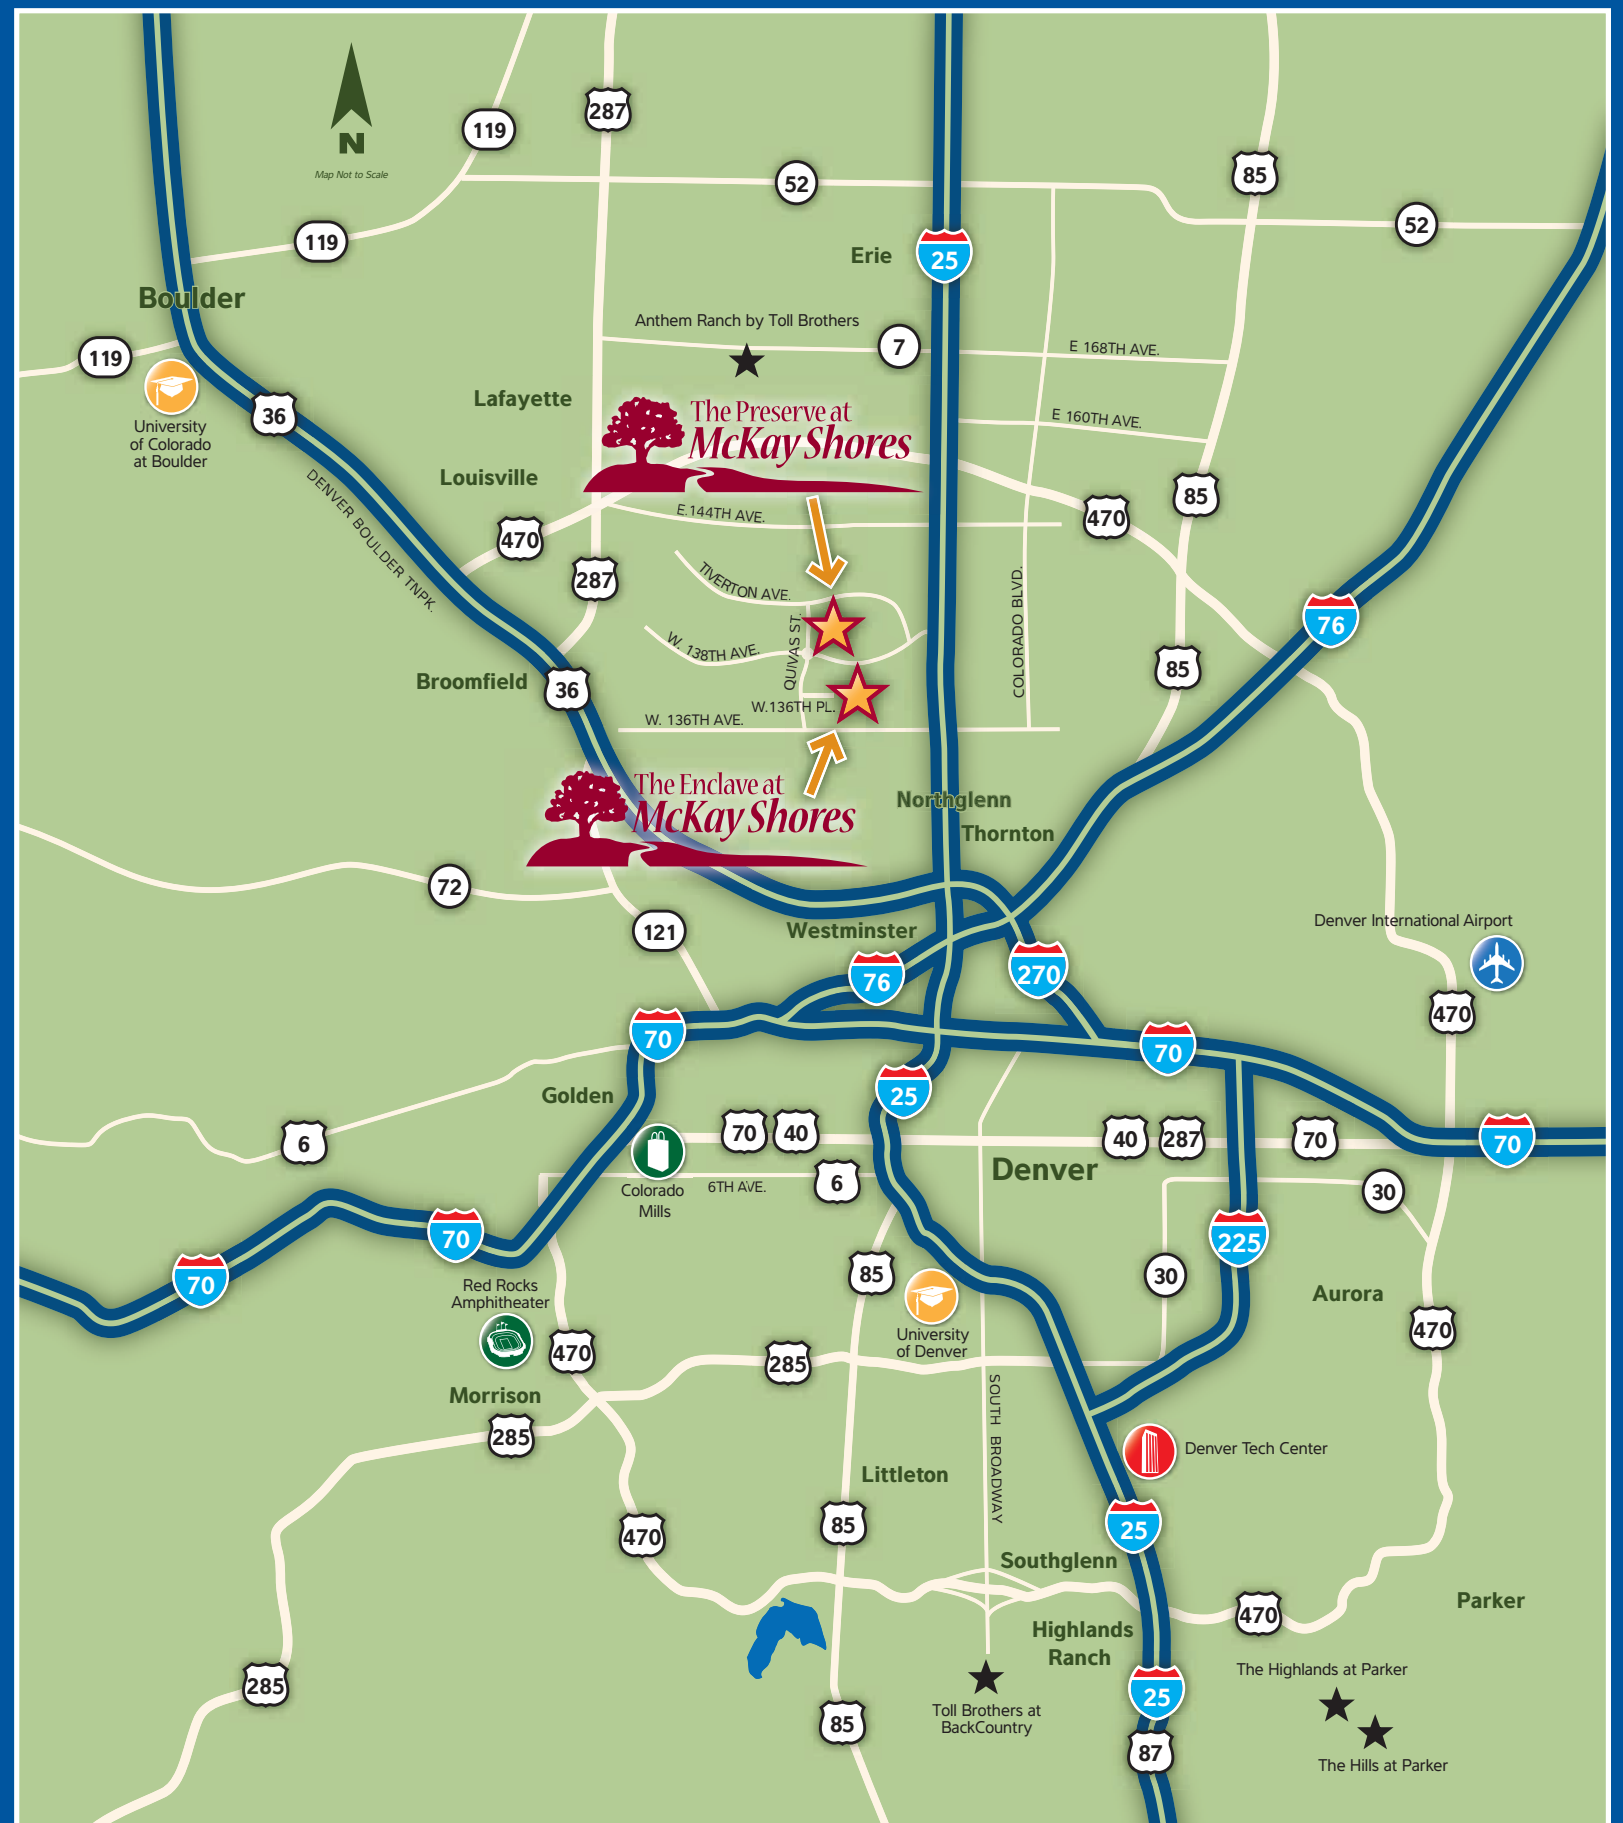 287
119
N
Map Not to Scale
85
52
52
119
Erie
25
Boulder
Anthem Ranch by Toll Brothers
7
E 168TH AVE.
119
Lafayette
36
The Preserve at
McKay Shores
E 160TH AVE.
University
of Colorado
at Boulder
Louisville
DENVER BOULDER TNPK.
85
E.144TH AVE.
470
470
287
TIVERTON AVE.
COLORADO BLVD.
76
W. 138TH AVE.
QUIVAS ST.
85
Broomfield
36
W.136TH PL.
W. 136TH AVE.
The Enclave at
McKay Shores
Northglenn
Thornton
72
121
Westminster
Denver International Airport
76
270
470
70
70
Golden
25
6
70
40
40
287
70
70
Denver
Colorado
Mills
6TH AVE.
6
30
70
225
70
85
30
Red Rocks
Amphitheater
Aurora
University
of Denver
470
470
285
Morrison
285
SOUTH BROADWAY
Denver Tech Center
Littleton
85
25
470
Southglenn
Parker
470
Highlands
Ranch
285
The Highlands at Parker
25
Toll Brothers at
BackCountry
85
87
The Hills at Parker